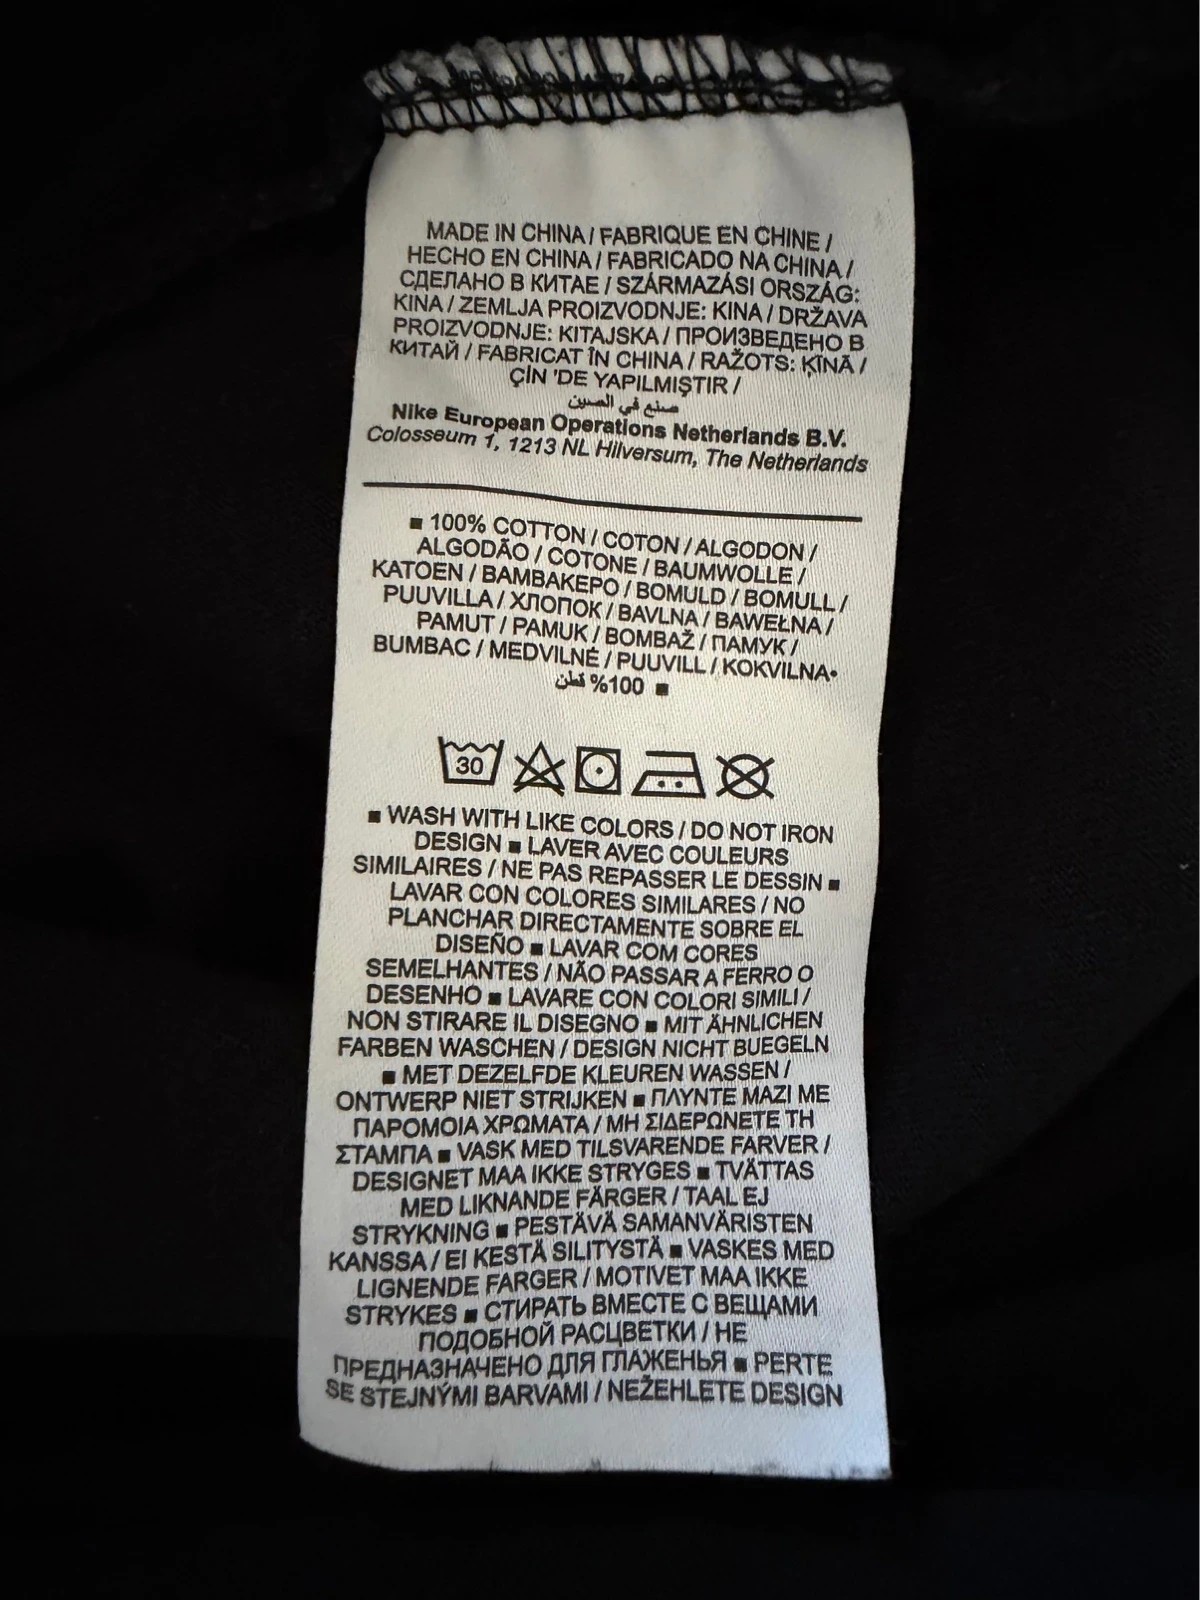 MADE IN CHINA / FABRIQUE EN CHINE /
HECHO EN CHINA / FABRICADO NA CHINA /
СДЕЛАНО В КИТАЕ / SZÁRMAZÁSI ORSZÁG:
KINA / ZEMLJA PROIZVODNJE: KINA / DRŽAVA
PROIZVODNJE: KITAJSKA / ПРОИЗВЕДЕНО В
КИТАЙ / FABRICAT ÎN CHINA / RAŽOTS: ĶĪNĀ /
ÇİN 'DE YAPILMIŞTIR /
صنع في الصين
Nike European Operations Netherlands B.V.
Colosseum 1, 1213 NL Hilversum, The Netherlands
■ 100% COTTON / COTON / ALGODON /
ALGODÃO / COTONE / BAUMWOLLE /
KATOEN / ΒΑΜΒΑΚΕΡΟ / BOMULD / BOMULL /
PUUVILLA / ХЛОПОК / BAVLNA / BAWEŁNA /
PAMUT / PAMUK / BOMBAŽ / ПАМУК /
BUMBAC / MEDVILNĖ / PUUVILL / KOKVILNA•
100% قطن ■
30
■ WASH WITH LIKE COLORS / DO NOT IRON
DESIGN ■ LAVER AVEC COULEURS
SIMILAIRES / NE PAS REPASSER LE DESSIN ■
LAVAR CON COLORES SIMILARES / NO
PLANCHAR DIRECTAMENTE SOBRE EL
DISEÑO ■ LAVAR COM CORES
SEMELHANTES / NÃO PASSAR A FERRO O
DESENHO ■ LAVARE CON COLORI SIMILI /
NON STIRARE IL DISEGNO ■ MIT ÄHNLICHEN
FARBEN WASCHEN / DESIGN NICHT BUEGELN
■ MET DEZELFDE KLEUREN WASSEN /
ONTWERP NIET STRIJKEN ■ ΠΛΥΝΤΕ ΜΑΖΙ ΜΕ
ΠΑΡΟΜΟΙΑ ΧΡΩΜΑΤΑ / ΜΗ ΣΙΔΕΡΩΝΕΤΕ ΤΗ
ΣΤΑΜΠΑ ■ VASK MED TILSVARENDE FARVER /
DESIGNET MAA IKKE STRYGES ■ TVÄTTAS
MED LIKNANDE FÄRGER / TAAL EJ
STRYKNING ■ PESTÄVÄ SAMANVÄRISTEN
KANSSA / EI KESTÄ SILITYSTÄ ■ VASKES MED
LIGNENDE FARGER / MOTIVET MAA IKKE
STRYKES ■ СТИРАТЬ ВМЕСТЕ С ВЕЩАМИ
ПОДОБНОЙ РАСЦВЕТКИ / НЕ
ПРЕДНАЗНАЧЕНО ДЛЯ ГЛАЖЕНЬЯ ■ PERTE
SE STEJNÝMI BARVAMI / NEŽEHLETE DESIGN